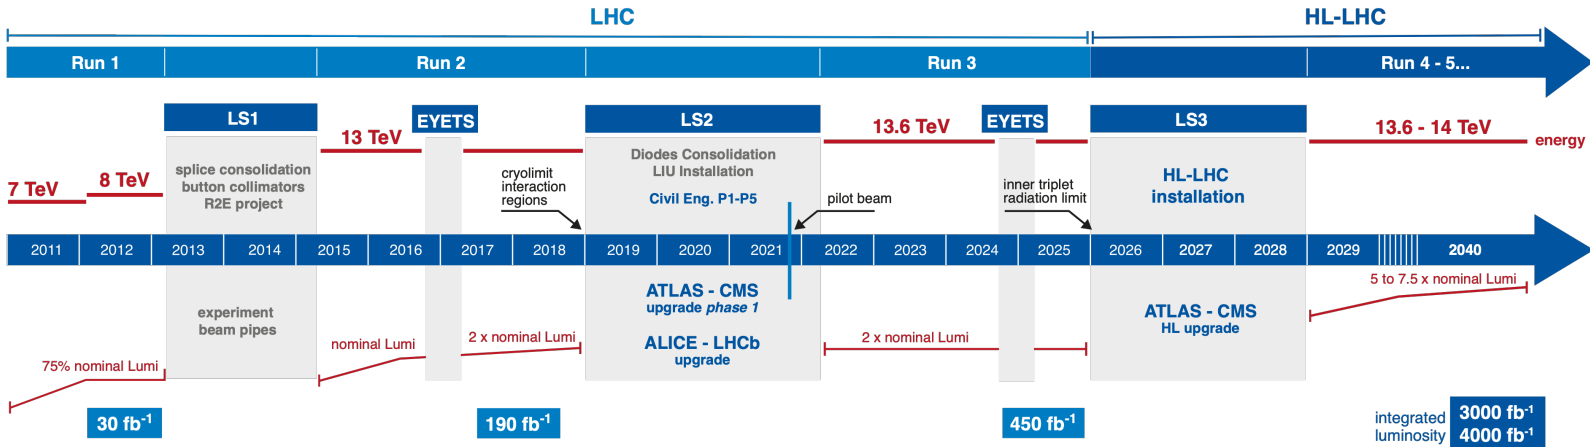 LHC
HL-LHC
Run 1
Run 2
Run 3
Run 4 - 5...
LS1
EYETS
LS2
EYETS
LS3
7 TeV
8 TeV
13 TeV
13.6 TeV
13.6 - 14 TeV
energy
splice consolidation
button collimators
R2E project
cryolimit
interaction
regions
Diodes Consolidation
LIU Installation
Civil Eng. P1-P5
pilot beam
inner triplet
radiation limit
HL-LHC
installation
2011
2012
2013
2014
2015
2016
2017
2018
2019
2020
2021
2022
2023
2024
2025
2026
2027
2028
2029
2040
experiment
beam pipes
ATLAS - CMS
upgrade phase 1
ALICE - LHCb
upgrade
ATLAS - CMS
HL upgrade
75% nominal Lumi
nominal Lumi
2 x nominal Lumi
2 x nominal Lumi
5 to 7.5 x nominal Lumi
30 fb⁻¹
190 fb⁻¹
450 fb⁻¹
integrated
luminosity
3000 fb⁻¹
4000 fb⁻¹